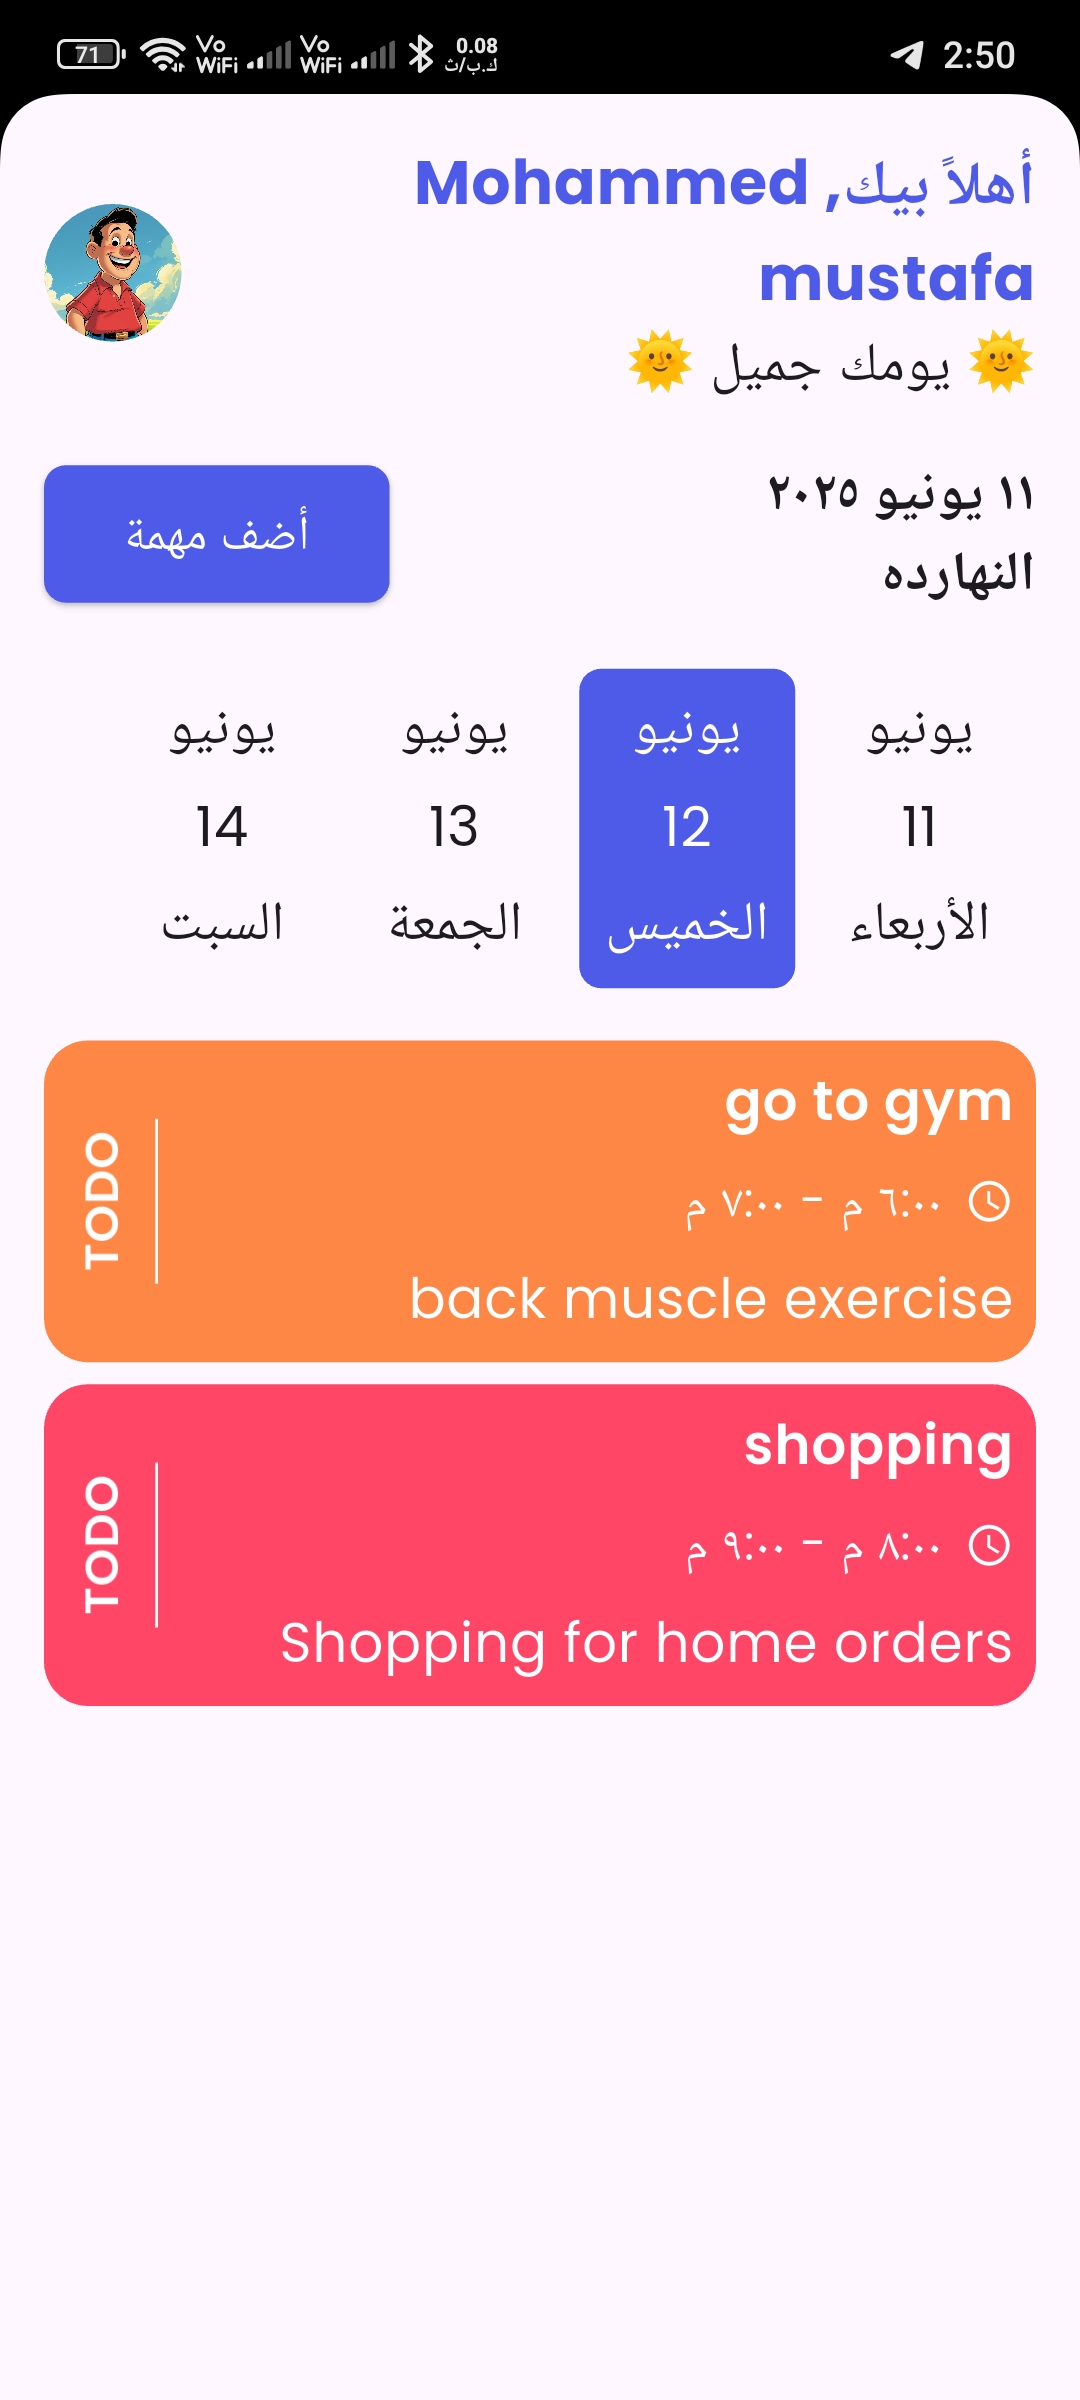 71
Vo WiFi
Vo WiFi
0.08
ك.ب/ث
2:50
أهلاً بيك, Mohammed
mustafa
🌞 يومك جميل 🌞
١١ يونيو ٢٠٢٥
النهارده
أضف مهمة
يونيو
11
الأربعاء
يونيو
12
الخميس
يونيو
13
الجمعة
يونيو
14
السبت
go to gym
٦:٠٠ م - ٧:٠٠ م
back muscle exercise
TODO
shopping
٨:٠٠ م - ٩:٠٠ م
Shopping for home orders
TODO